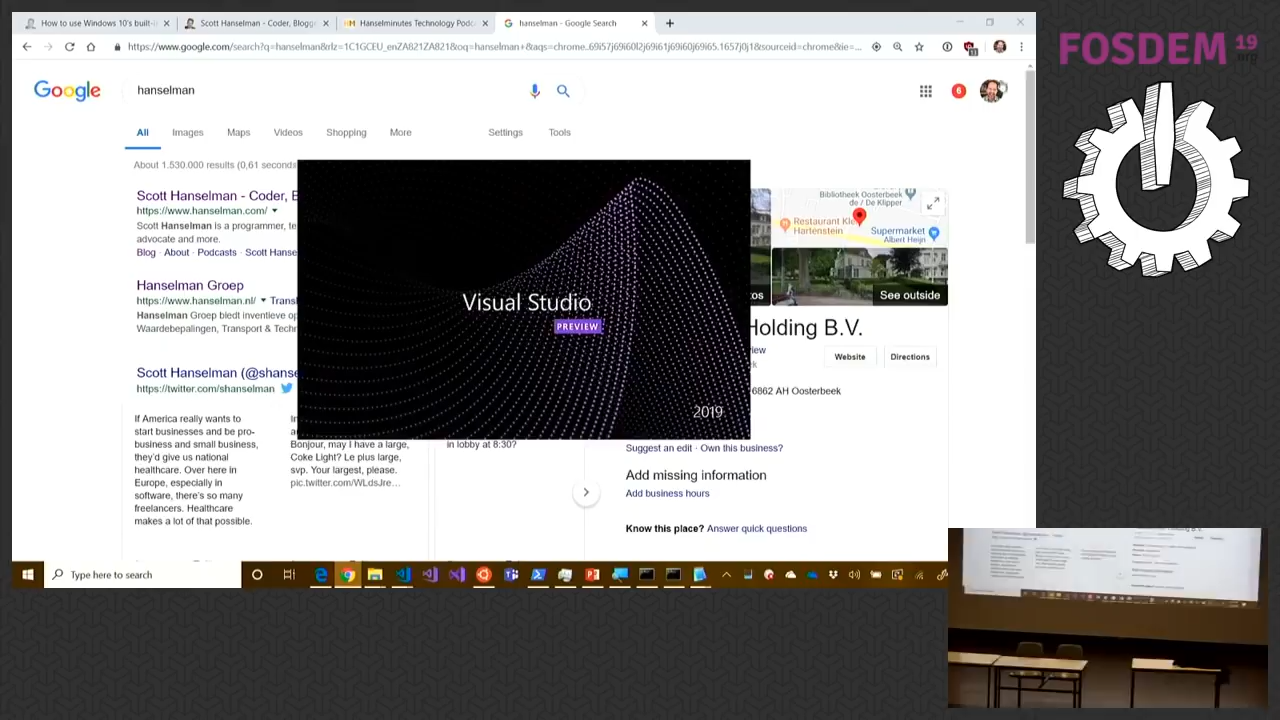 How to use Windows 10's built-i
Scott Hanselman - Coder, Blogg
Hanselminutes Technology Podc
hanselman - Google Search
https://www.google.com/search?q=hanselman&rlz=1C1GCEU_enZA821ZA821&oq=hanselman+&aqs=chrome..69i57j69i60l2j69i61j69i60j69i65.1657j0j1&sourceid=chrome&ie=...
FOSDEM 19
.org
Google
hanselman
6
All Images Maps Videos Shopping More Settings Tools
About 1.530.000 results (0,61 seconds
Scott Hanselman - Coder, B
https://www.hanselman.com/
Scott Hanselman is a programmer, te
advocate and more.
Blog · About · Podcasts · Scott Hanse
Hanselman Groep
https://www.hanselman.nl/ Transl
Hanselman Groep biedt inventieve op
Waardebepalingen, Transport & Techn
Scott Hanselman (@shanse
https://twitter.com/shanselman
If America really wants to
start businesses and be pro-
business and small business,
they'd give us national
healthcare. Over here in
Europe, especially in
software, there's so many
freelancers. Healthcare
makes a lot of that possible.
In
ar
Bonjour, may I have a large,
Coke Light? Le plus large,
svp. Your largest, please.
pic.twitter.com/WLdsJre...
in lobby at 8:30?
Visual Studio
PREVIEW
2019
Bibliotheek Oosterbeek
de / De Klipper
Restaurant Kle
Hartenstein
Supermarket
Albert Heijn
tos
See outside
Holding B.V.
Website
Directions
view
k
6862 AH Oosterbeek
Suggest an edit · Own this business?
Add missing information
Add business hours
Know this place? Answer quick questions
Type here to search